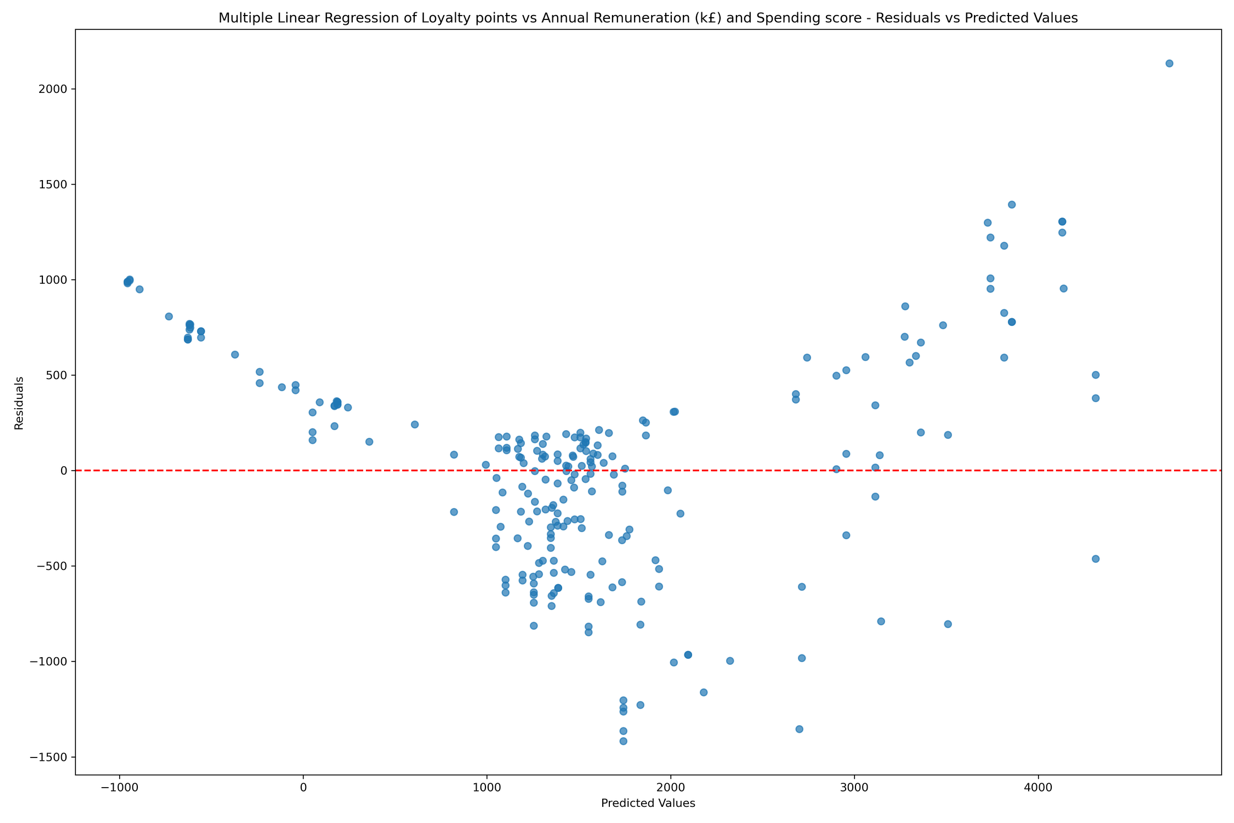 Multiple Linear Regression of Loyalty points vs Annual Remuneration (k£) and Spending score - Residuals vs Predicted Values
2000
1500
1000
500
0
−500
−1000
−1500
Residuals
−1000 0 1000 2000 3000 4000
Predicted Values